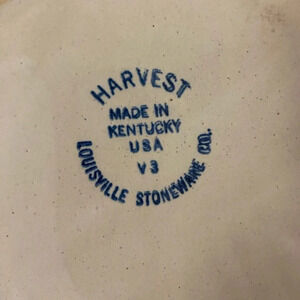 HARVEST
MADE IN
KENTUCKY
USA
V3
LOUISVILLE STONEWARE CO.